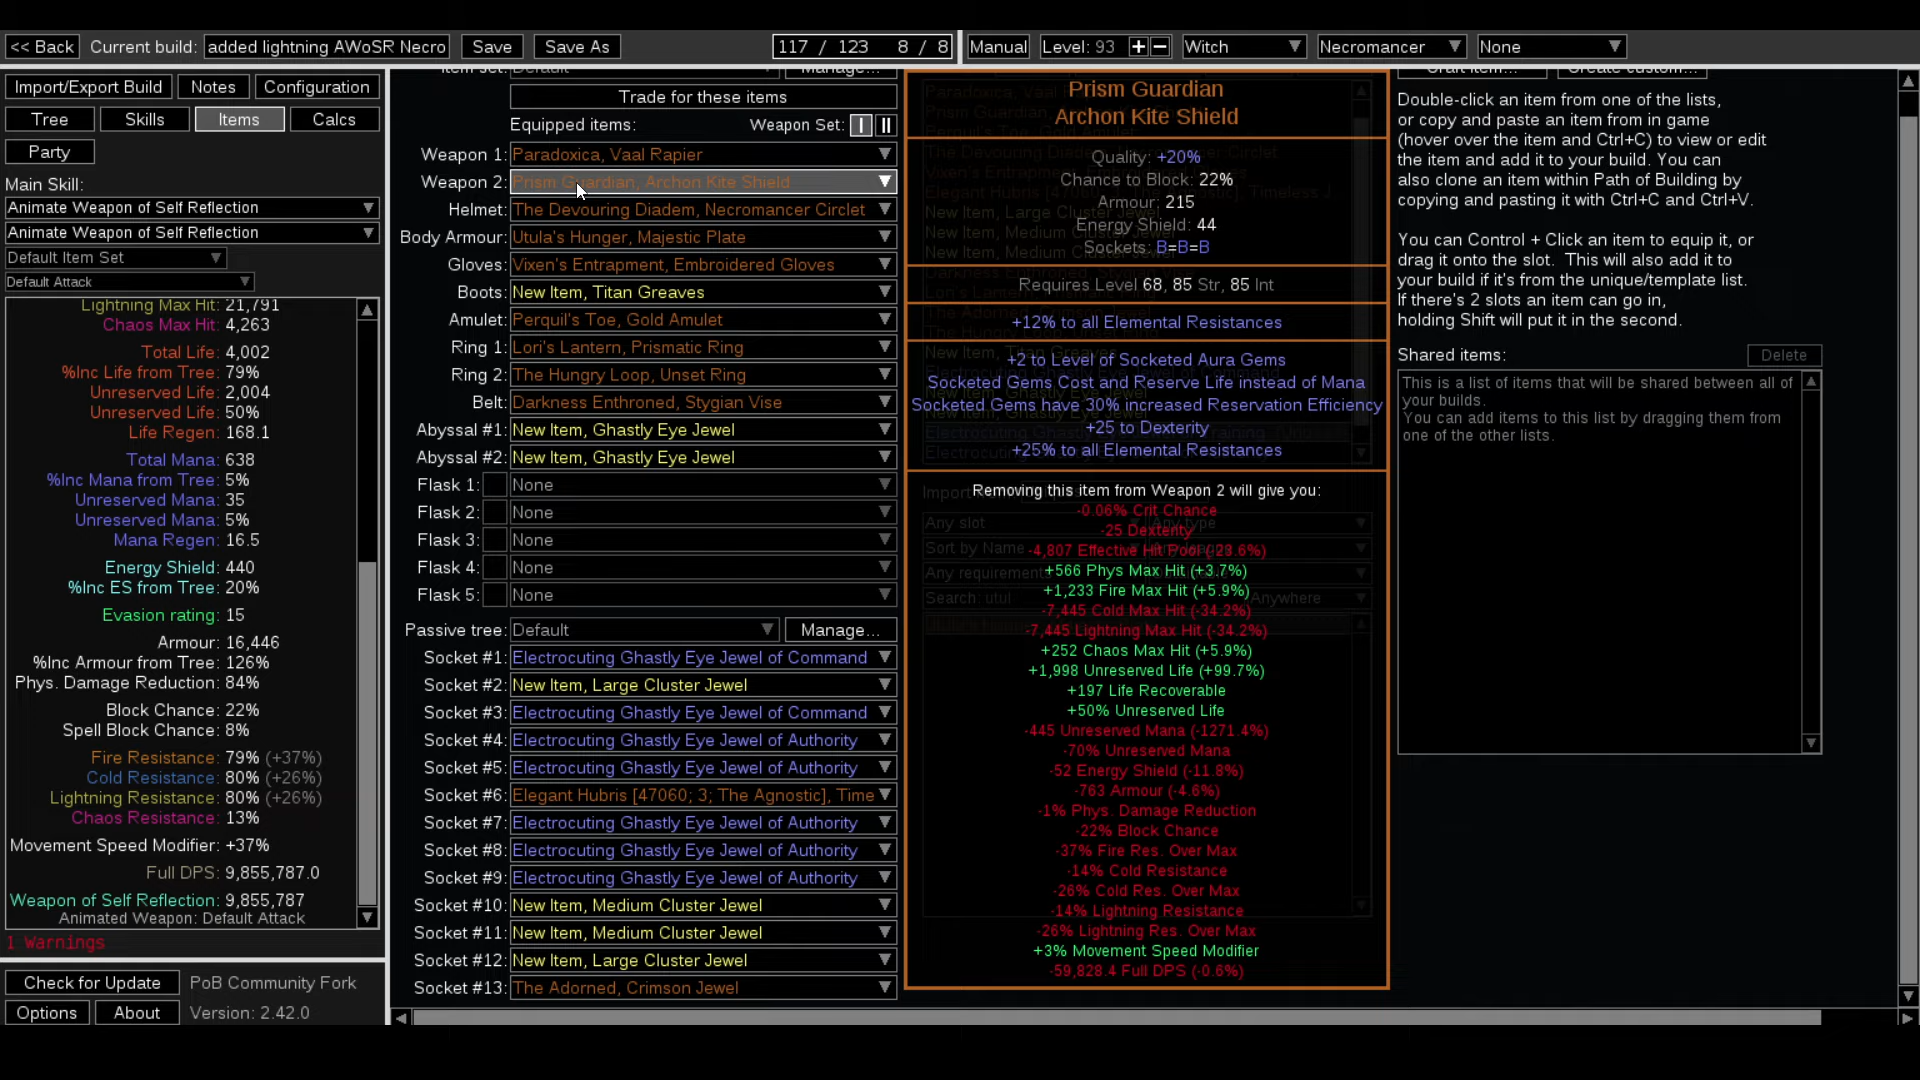 << Back
Current build: added lightning AWoSR Necro
Save
Save As
117 / 123 8 / 8
Manual
Level: 93
+
−
Witch
Necromancer
None
Import/Export Build
Notes
Configuration
Tree
Skills
Items
Calcs
Party
Main Skill:
Animate Weapon of Self Reflection
Animate Weapon of Self Reflection
Default Item Set
Default Attack
Lightning Max Hit: 21,791
Chaos Max Hit: 4,263
Total Life: 4,002
%Inc Life from Tree: 79%
Unreserved Life: 2,004
Unreserved Life: 50%
Life Regen: 168.1
Total Mana: 638
%Inc Mana from Tree: 5%
Unreserved Mana: 35
Unreserved Mana: 5%
Mana Regen: 16.5
Energy Shield: 440
%Inc ES from Tree: 20%
Evasion rating: 15
Armour: 16,446
%Inc Armour from Tree: 126%
Phys. Damage Reduction: 84%
Block Chance: 22%
Spell Block Chance: 8%
Fire Resistance: 79% (+37%)
Cold Resistance: 80% (+26%)
Lightning Resistance: 80% (+26%)
Chaos Resistance: 13%
Movement Speed Modifier: +37%
Full DPS: 9,855,787.0
Weapon of Self Reflection: 9,855,787
Animated Weapon: Default Attack
1 Warnings
Check for Update
PoB Community Fork
Options
About
Version: 2.42.0
Item set: Default
Manage...
Trade for these items
Equipped items:
Weapon Set: I II
Weapon 1: Paradoxica, Vaal Rapier
Weapon 2: Prism Guardian, Archon Kite Shield
Helmet: The Devouring Diadem, Necromancer Circlet
Body Armour: Utula's Hunger, Majestic Plate
Gloves: Vixen's Entrapment, Embroidered Gloves
Boots: New Item, Titan Greaves
Amulet: Perquil's Toe, Gold Amulet
Ring 1: Lori's Lantern, Prismatic Ring
Ring 2: The Hungry Loop, Unset Ring
Belt: Darkness Enthroned, Stygian Vise
Abyssal #1: New Item, Ghastly Eye Jewel
Abyssal #2: New Item, Ghastly Eye Jewel
Flask 1: None
Flask 2: None
Flask 3: None
Flask 4: None
Flask 5: None
Passive tree: Default
Manage...
Socket #1: Electrocuting Ghastly Eye Jewel of Command
Socket #2: New Item, Large Cluster Jewel
Socket #3: Electrocuting Ghastly Eye Jewel of Command
Socket #4: Electrocuting Ghastly Eye Jewel of Authority
Socket #5: Electrocuting Ghastly Eye Jewel of Authority
Socket #6: Elegant Hubris [47060; 3; The Agnostic], Time
Socket #7: Electrocuting Ghastly Eye Jewel of Authority
Socket #8: Electrocuting Ghastly Eye Jewel of Authority
Socket #9: Electrocuting Ghastly Eye Jewel of Authority
Socket #10: New Item, Medium Cluster Jewel
Socket #11: New Item, Medium Cluster Jewel
Socket #12: New Item, Large Cluster Jewel
Socket #13: The Adorned, Crimson Jewel
Prism Guardian
Archon Kite Shield
Quality: +20%
Chance to Block: 22%
Armour: 215
Energy Shield: 44
Sockets: B=B=B
Requires Level 68, 85 Str, 85 Int
+12% to all Elemental Resistances
+2 to Level of Socketed Aura Gems
Socketed Gems Cost and Reserve Life instead of Mana
Socketed Gems have 30% increased Reservation Efficiency
+25 to Dexterity
+25% to all Elemental Resistances
Removing this item from Weapon 2 will give you:
-0.06% Crit Chance
-25 Dexterity
-4,807 Effective Hit Pool (-23.6%)
+566 Phys Max Hit (+3.7%)
+1,233 Fire Max Hit (+5.9%)
-7,445 Cold Max Hit (-34.2%)
-7,445 Lightning Max Hit (-34.2%)
+252 Chaos Max Hit (+5.9%)
+1,998 Unreserved Life (+99.7%)
+197 Life Recoverable
+50% Unreserved Life
-445 Unreserved Mana (-1271.4%)
-70% Unreserved Mana
-52 Energy Shield (-11.8%)
-763 Armour (-4.6%)
-1% Phys. Damage Reduction
-22% Block Chance
-37% Fire Res. Over Max
-14% Cold Resistance
-26% Cold Res. Over Max
-14% Lightning Resistance
-26% Lightning Res. Over Max
+3% Movement Speed Modifier
-59,828.4 Full DPS (-0.6%)
Any slot
Sort by Name
Any requirements
Search: utul
Anywhere
Craft item...
Create custom...
Double-click an item from one of the lists,
or copy and paste an item from in game
(hover over the item and Ctrl+C) to view or edit
the item and add it to your build. You can
also clone an item within Path of Building by
copying and pasting it with Ctrl+C and Ctrl+V.
You can Control + Click an item to equip it, or
drag it onto the slot. This will also add it to
your build if it's from the unique/template list.
If there's 2 slots an item can go in,
holding Shift will put it in the second.
Shared items:
Delete
This is a list of items that will be shared between all of
your builds.
You can add items to this list by dragging them from
one of the other lists.